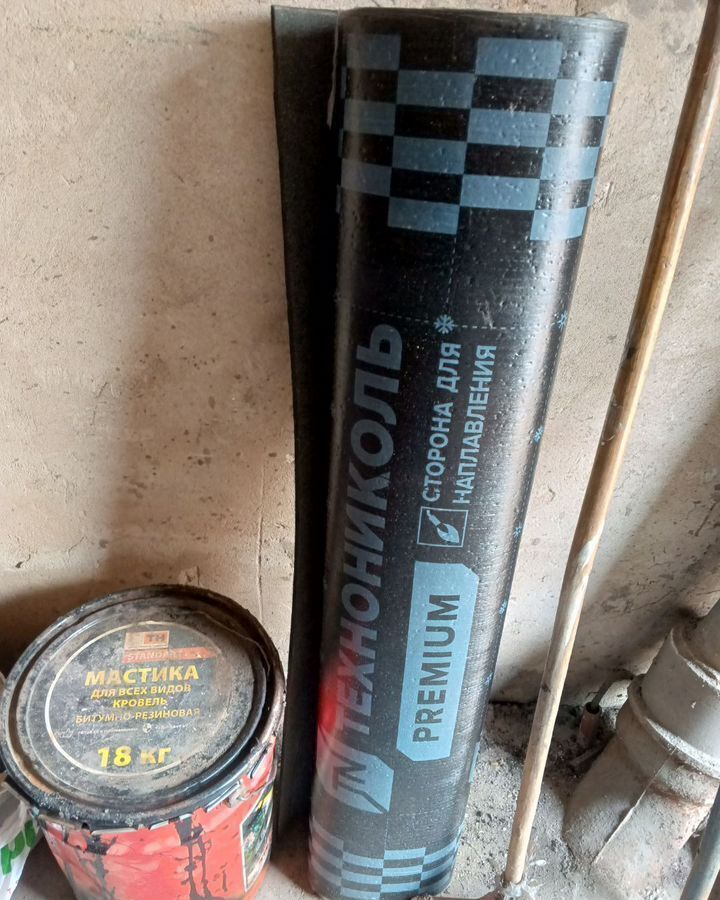 ТЕХНОНИКОЛЬ
PREMIUM
СТОРОНА ДЛЯ
НАПЛАВЛЕНИЯ
ТН
STANDART
МАСТИКА
ДЛЯ ВСЕХ ВИДОВ
КРОВЕЛЬ
БИТУМНО-РЕЗИНОВАЯ
18 КГ